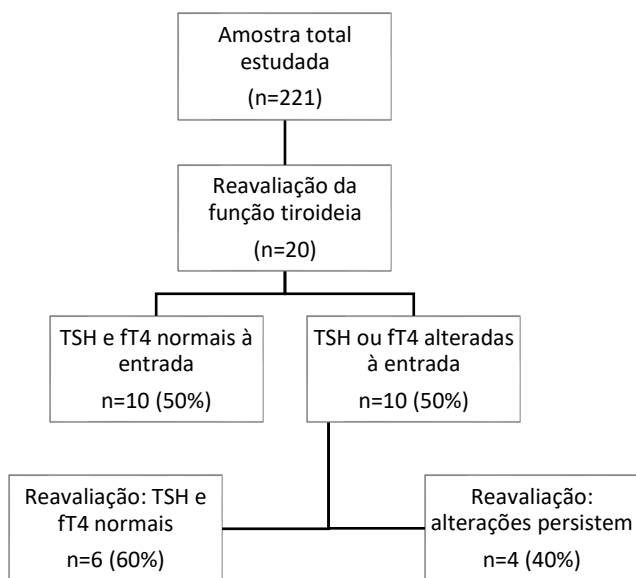 Amostra total
estudada
(n=221)
Reavaliação da
função tiroideia
(n=20)
TSH e fT4 normais à
entrada
n=10 (50%)
TSH ou fT4 alteradas
à entrada
n=10 (50%)
Reavaliação: TSH e
fT4 normais
n=6 (60%)
Reavaliação:
alterações persistem
n=4 (40%)